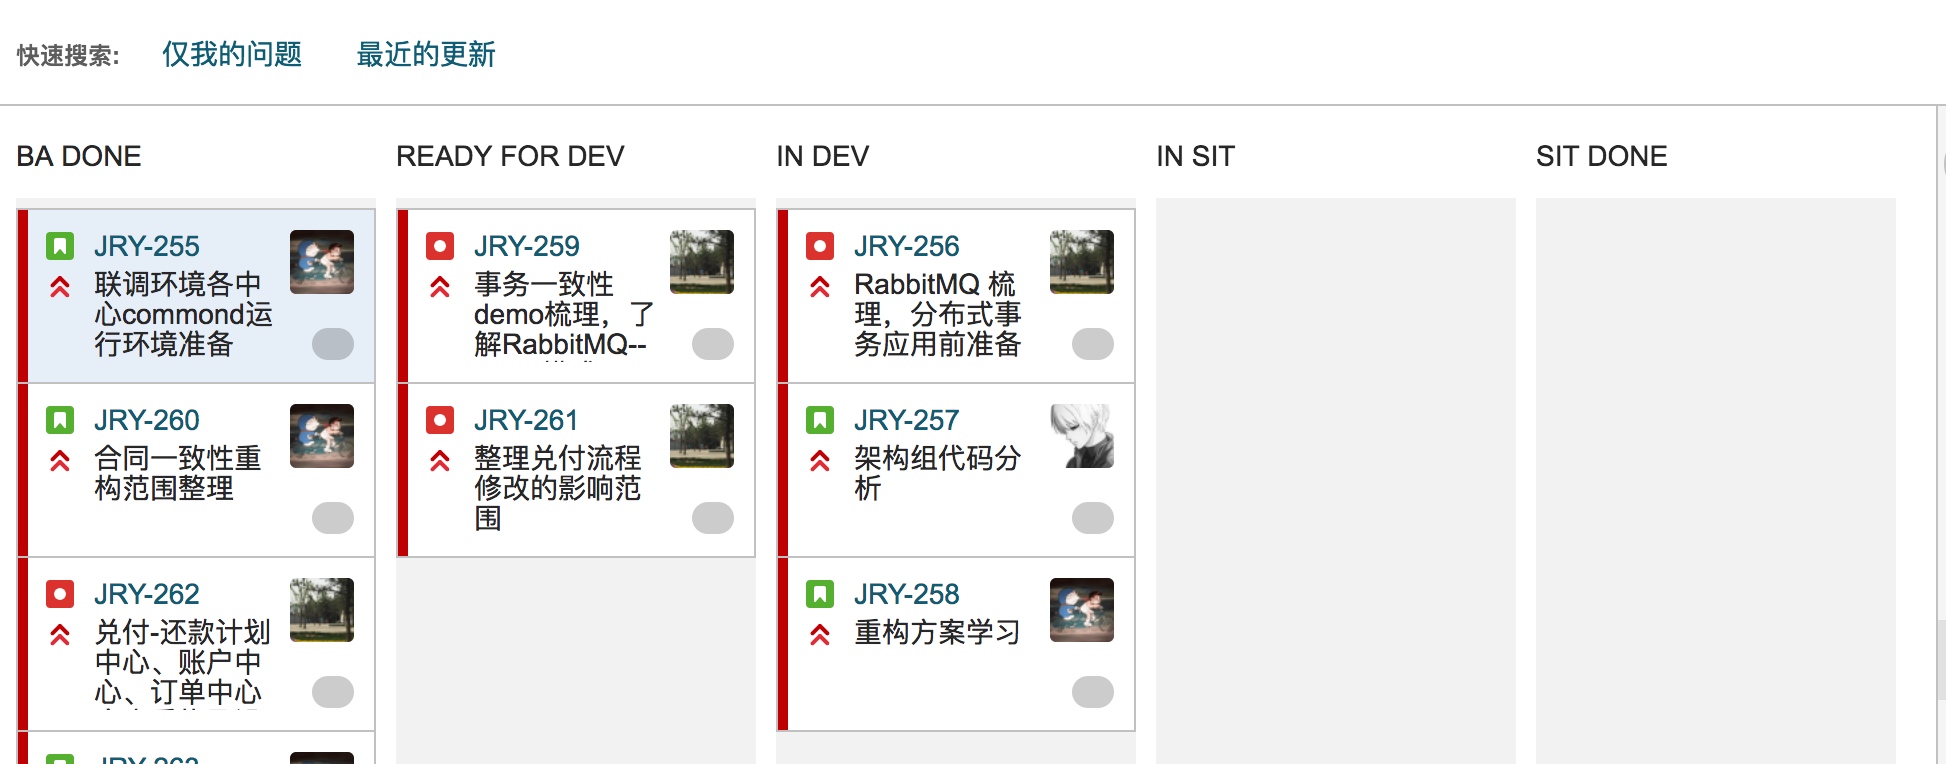 快速搜索: 仅我的问题 最近的更新
BA DONE
READY FOR DEV
IN DEV
IN SIT
SIT DONE
JRY-255
联调环境各中
心commond运
行环境准备
JRY-260
合同一致性重
构范围整理
JRY-262
兑付-还款计划
中心、账户中
心、订单中心
JRY-259
事务一致性
demo梳理，了
解RabbitMQ--
JRY-261
整理兑付流程
修改的影响范
围
JRY-256
RabbitMQ 梳
理，分布式事
务应用前准备
JRY-257
架构组代码分
析
JRY-258
重构方案学习